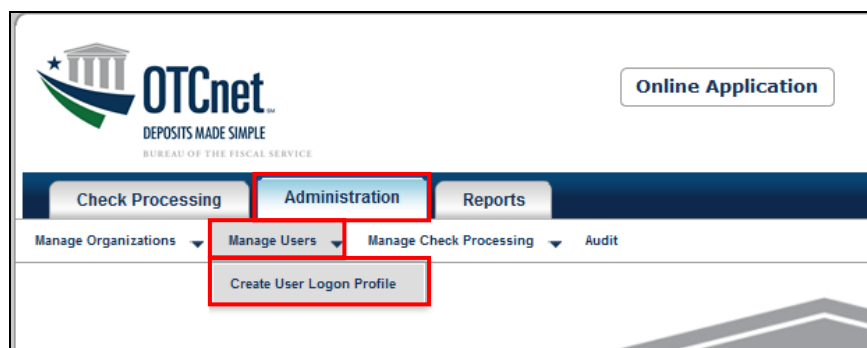 OTCnet SM
DEPOSITS MADE SIMPLE
BUREAU OF THE FISCAL SERVICE
Online Application
Check Processing Administration Reports
Manage Organizations Manage Users Manage Check Processing Audit
Create User Logon Profile